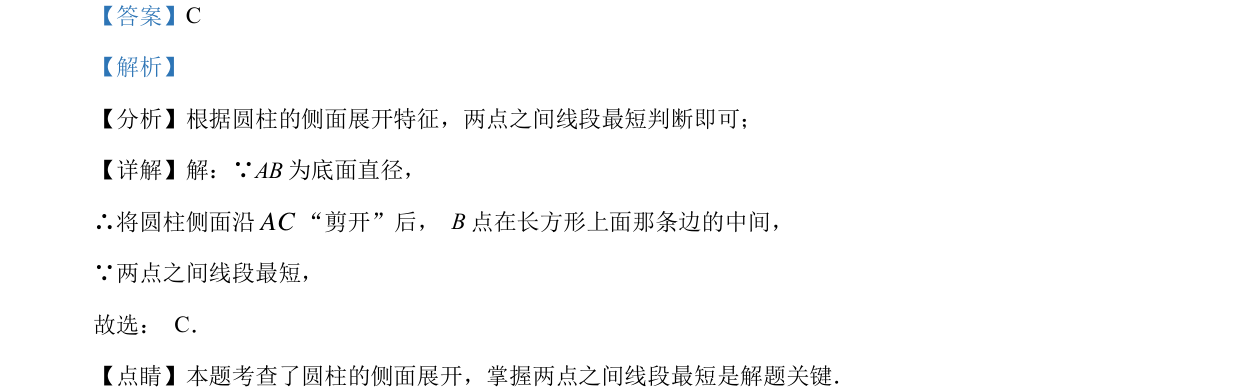 【答案】C
【解析】
【分析】根据圆柱的侧面展开特征，两点之间线段最短判断即可；
【详解】解：∵AB 为底面直径，
∴将圆柱侧面沿 AC “剪开”后， B 点在长方形上面那条边的中间，
∵两点之间线段最短，
故选： C．
【点睛】本题考查了圆柱的侧面展开，掌握两点之间线段最短是解题关键．